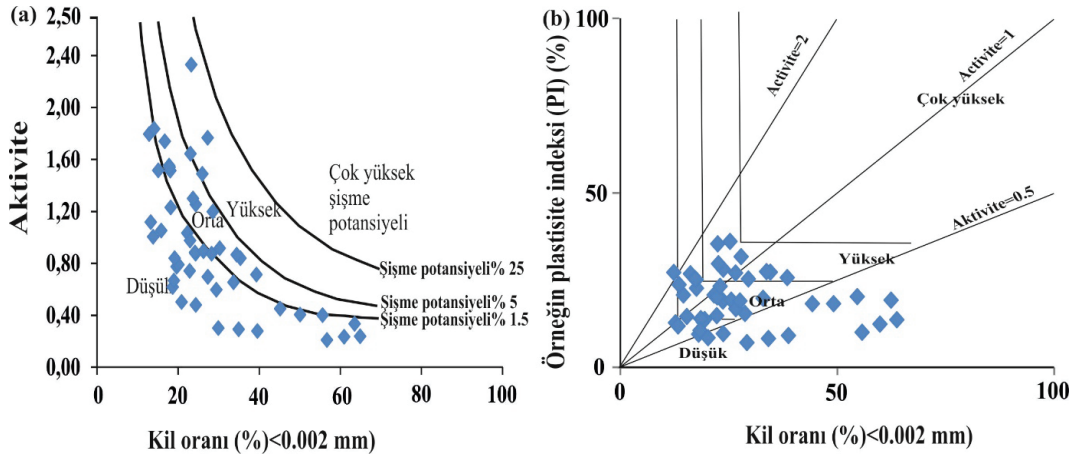 (a)
2,50
2,00
1,60
1,20
0,80
0,40
0,00
Aktivite
0
20
40
60
80
100
Kil oranı (%)<0.002 mm)
Düşük
Orta
Yüksek
Çok yüksek
şişme
potansiyeli
Şişme potansiyeli% 25
Şişme potansiyeli% 5
Şişme potansiyeli% 1.5
(b)
100
50
0
Örneğin plastisite indeksi (PI) (%)
0
50
100
Kil oranı (%)<0.002 mm)
Activite=2
Activite=1
Çok yüksek
Aktivite=0.5
Yüksek
Orta
Düşük